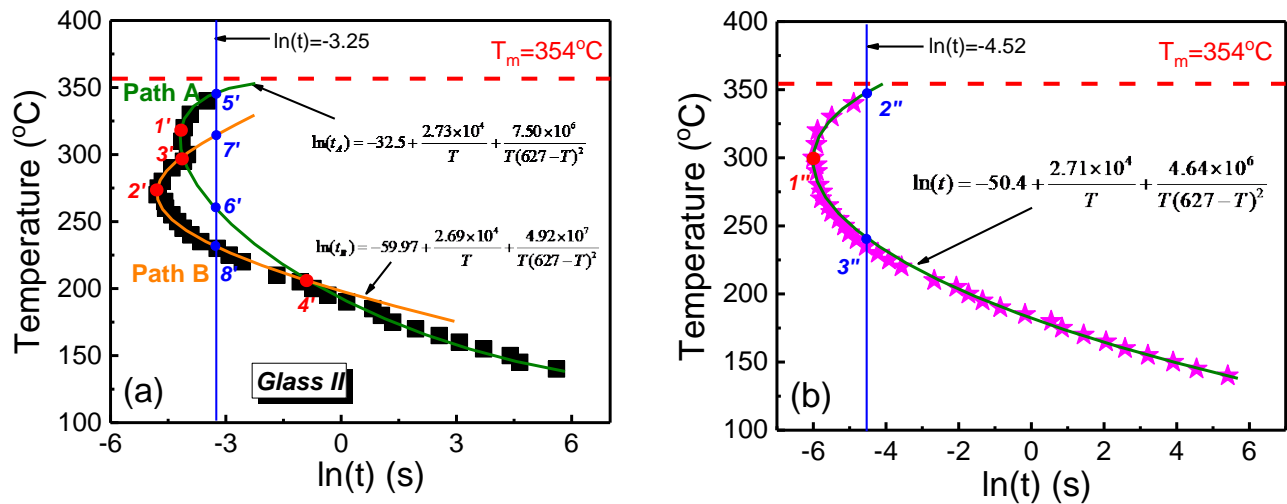 ln(t)=-3.25
T_m=354°C
Path A
5'
1'
7'
3'
ln(t_A) = -32.5 + 2.73×10^4/T + 7.50×10^6/T(627-T)^2
2'
6'
ln(t_B) = -59.97 + 2.69×10^4/T + 4.92×10^7/T(627-T)^2
Path B
8'
4'
(a)
Glass II
400
350
300
250
200
150
100
-6
-3
0
3
6
Temperature (°C)
ln(t) (s)
ln(t)=-4.52
T_m=354°C
2"
1"
ln(t) = -50.4 + 2.71×10^4/T + 4.64×10^6/T(627-T)^2
3"
(b)
400
350
300
250
200
150
100
-6
-4
-2
0
2
4
6
Temperature (°C)
ln(t) (s)